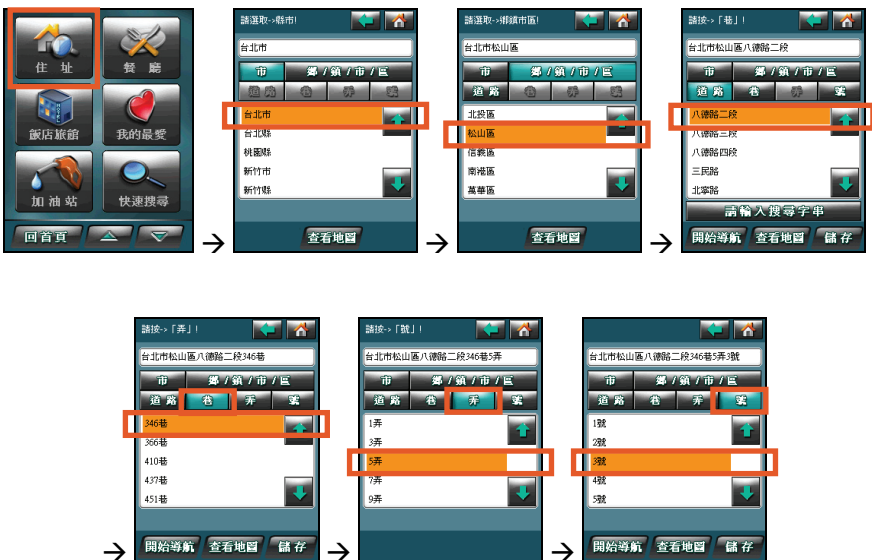 住 址
餐 廳
飯店旅館
我的最愛
加 油 站
快速搜尋
回首頁
→
請選取->縣市!
台北市
市 鄉 / 鎮 / 市 / 區
道 路 巷 弄 號
台北市
台北縣
桃園縣
新竹市
新竹縣
查看地圖
→
請選取->鄉鎮市區!
台北市松山區
市 鄉 / 鎮 / 市 / 區
道 路 巷 弄 號
北投區
松山區
信義區
南港區
萬華區
查看地圖
→
請按->「巷」!
台北市松山區八德路二段
市 鄉 / 鎮 / 市 / 區
道 路 巷 弄 號
八德路二段
八德路三段
八德路四段
三民路
北寧路
請輸入搜尋字串
開始導航 查看地圖 儲 存
→
請按->「弄」!
台北市松山區八德路二段346巷
市 鄉 / 鎮 / 市 / 區
道 路 巷 弄 號
346巷
366巷
410巷
437巷
451巷
開始導航 查看地圖 儲 存
→
請按->「號」!
台北市松山區八德路二段346巷5弄
市 鄉 / 鎮 / 市 / 區
道 路 巷 弄 號
1弄
3弄
5弄
7弄
9弄
→
台北市松山區八德路二段346巷5弄3號
市 鄉 / 鎮 / 市 / 區
道 路 巷 弄 號
1號
2號
3號
4號
5號
開始導航 查看地圖 儲 存